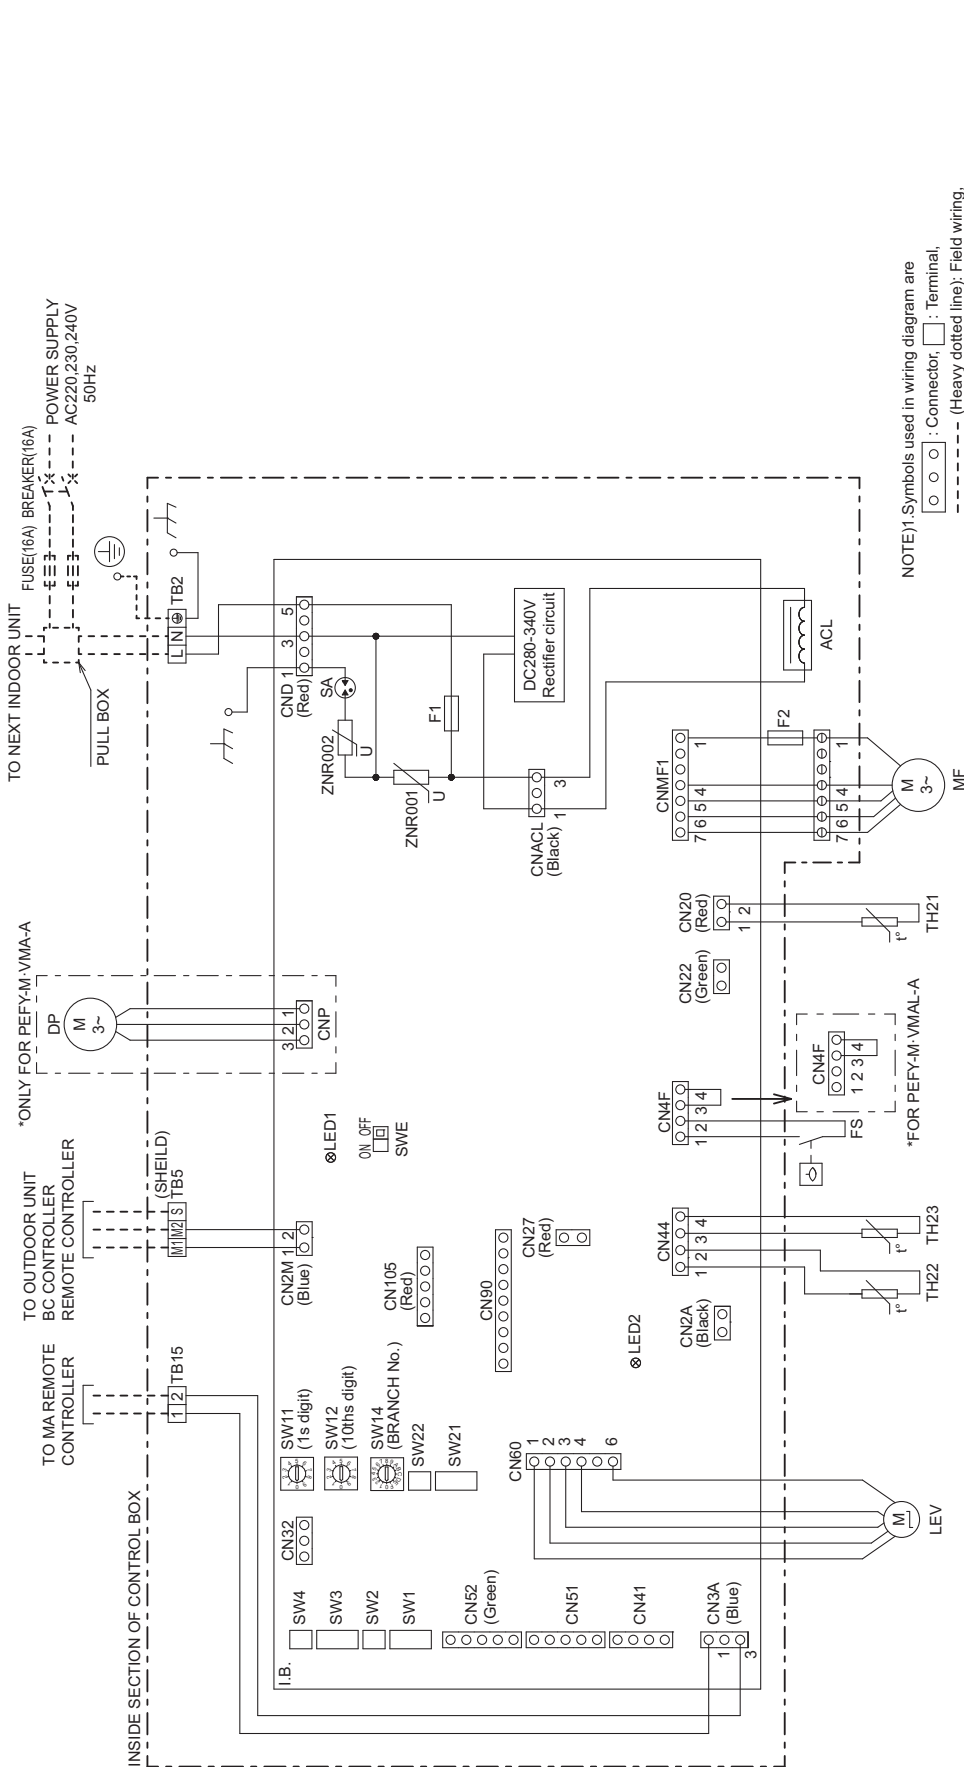 TO NEXT INDOOR UNIT
FUSE(16A)
BREAKER(16A)
POWER SUPPLY
AC220,230,240V
50Hz
PULL BOX
TB2
L
N
*ONLY FOR PEFY-M·VMA-A
DP
M
3~
3 2 1
CNP
TO OUTDOOR UNIT
BC CONTROLLER
REMOTE CONTROLLER
(SHEILD)
TB5
M1 M2 S
TO MA REMOTE
CONTROLLER
TB15
1 2
INSIDE SECTION OF CONTROL BOX
I.B.
SW4
SW3
SW2
SW1
CN52
(Green)
CN51
CN41
CN3A
(Blue)
1
3
CN32
SW11
(1s digit)
SW12
(10ths digit)
SW14
(BRANCH No.)
SW22
SW21
CN60
1
2
3
4
6
M
LEV
CN2M
(Blue)
1 2
CN105
(Red)
CN90
CN27
(Red)
LED1
ON OFF
SWE
LED2
CN2A
(Black)
CN44
1 2 3 4
t°
TH22
t°
TH23
CN4F
1 2 3 4
FS
CN4F
1 2 3 4
*FOR PEFY-M·VMAL-A
CN22
(Green)
CN20
(Red)
1 2
t°
TH21
CND
(Red)
1 3 5
SA
ZNR002
U
ZNR001
U
F1
CNACL
(Black)
1 3
DC280-340V
Rectifier circuit
ACL
CNMF1
7 6 5 4 1
F2
7 6 5 4 1
M
3~
MF
NOTE)1.Symbols used in wiring diagram are
: Connector, : Terminal,
(Heavy dotted line): Field wiring,